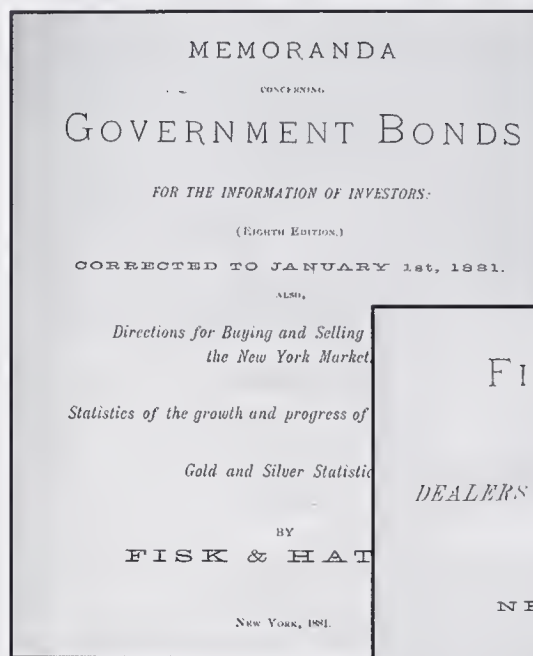 MEMORANDA
CONCERNING
GOVERNMENT BONDS
FOR THE INFORMATION OF INVESTORS:
(EIGHTH EDITION.)
CORRECTED TO JANUARY 1st, 1881.
ALSO,
Directions for Buying and Selling
the New York Market.
Statistics of the growth and progress of
Gold and Silver Statistic
BY
FISK & HAT
NEW YORK, 1881.
FI
DEALERS
NE